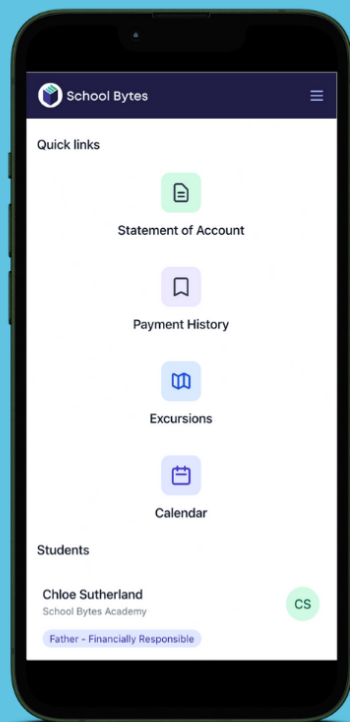 School Bytes
Quick links
Statement of Account
Payment History
Excursions
Calendar
Students
Chloe Sutherland
School Bytes Academy
CS
Father - Financially Responsible